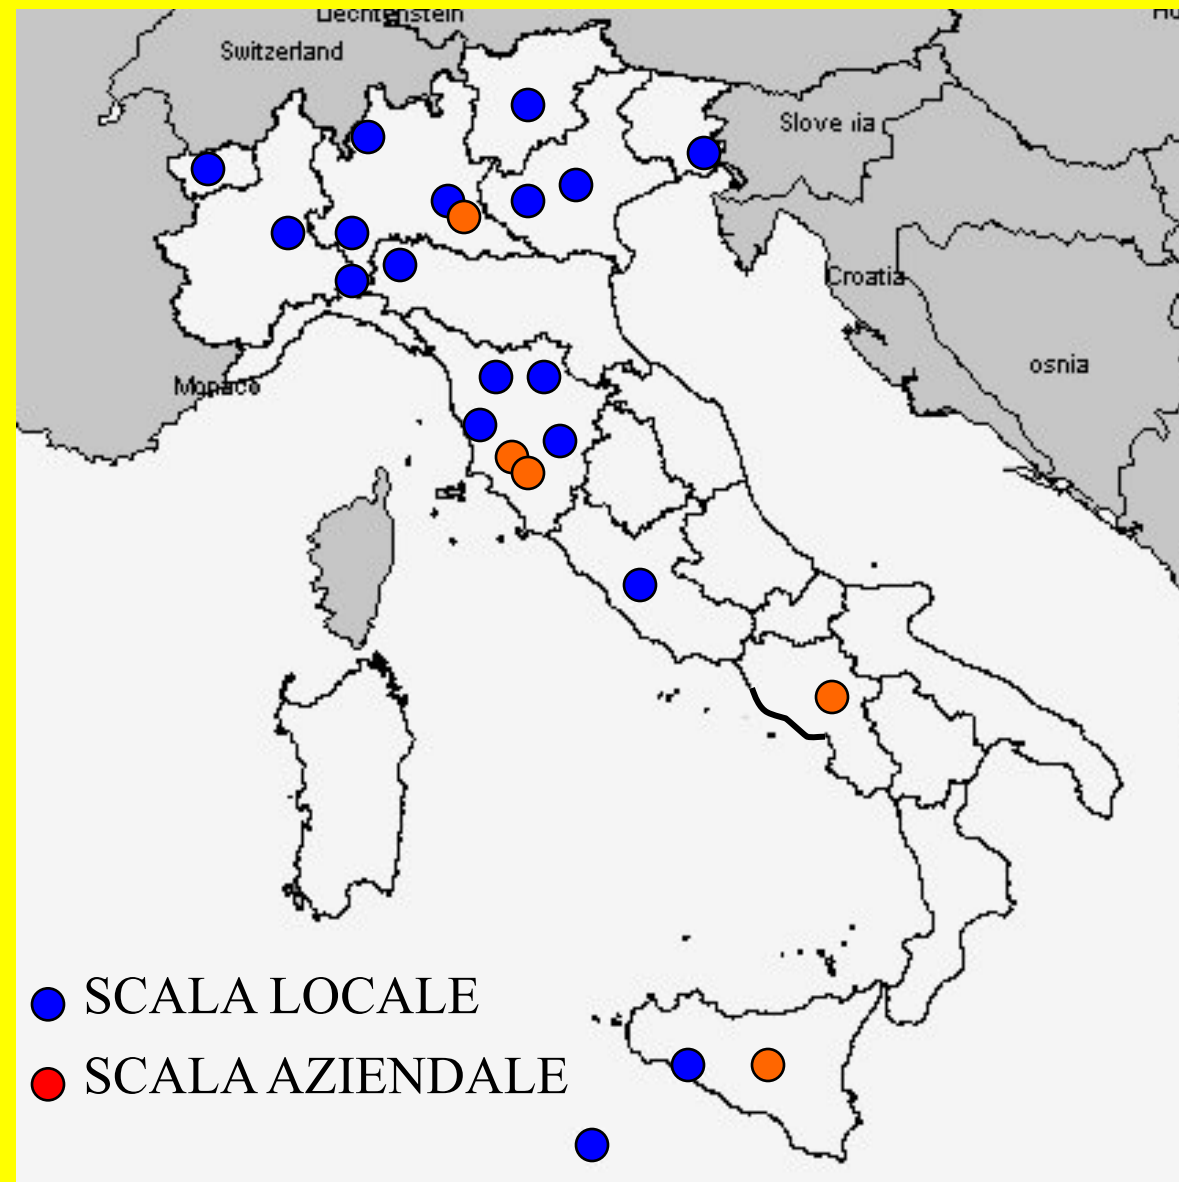 Liechtenstein
Switzerland
Slove ia
Croatia
osnia
Monaco
SCALA LOCALE
SCALA AZIENDALE